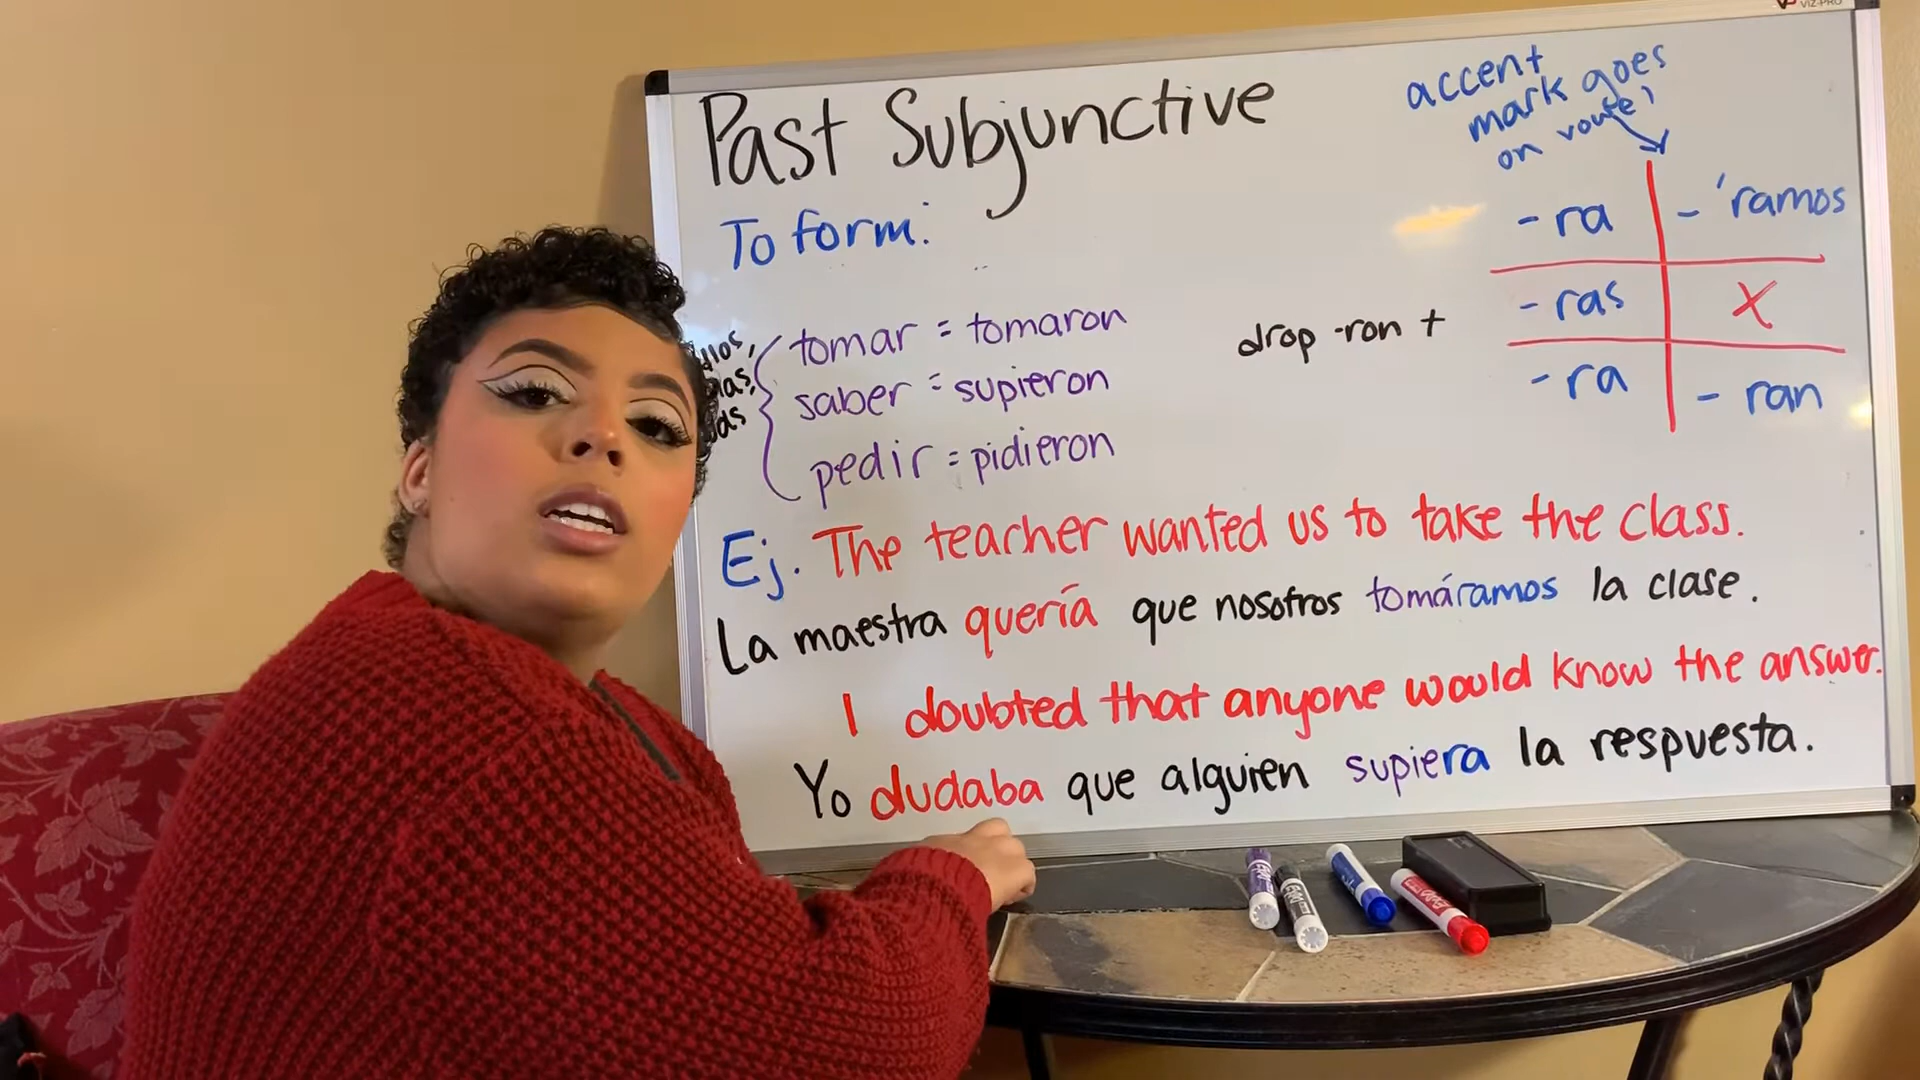 VIZ-PRO
Past Subjunctive
accent
mark goes
on vowel
To form:
-ra
- ´ramos
-ras
X
-ra
- ran
tomar = tomaron
saber = supieron
pedir = pidieron
drop -ron +
Ej. The teacher wanted us to take the class.
La maestra quería que nosotros tomáramos la clase.
I doubted that anyone would know the answer.
Yo dudaba que alguien supiera la respuesta.